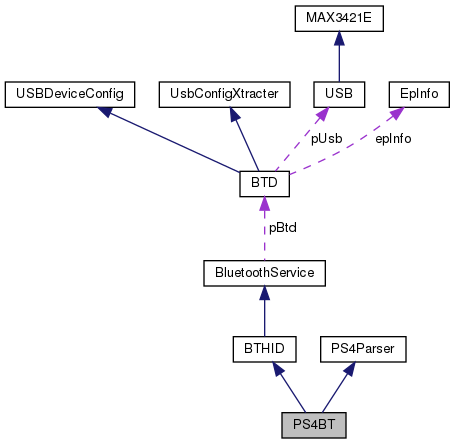 MAX3421E
USBDeviceConfig
UsbConfigXtracter
USB
EpInfo
pUsb
epInfo
BTD
pBtd
BluetoothService
BTHID
PS4Parser
PS4BT